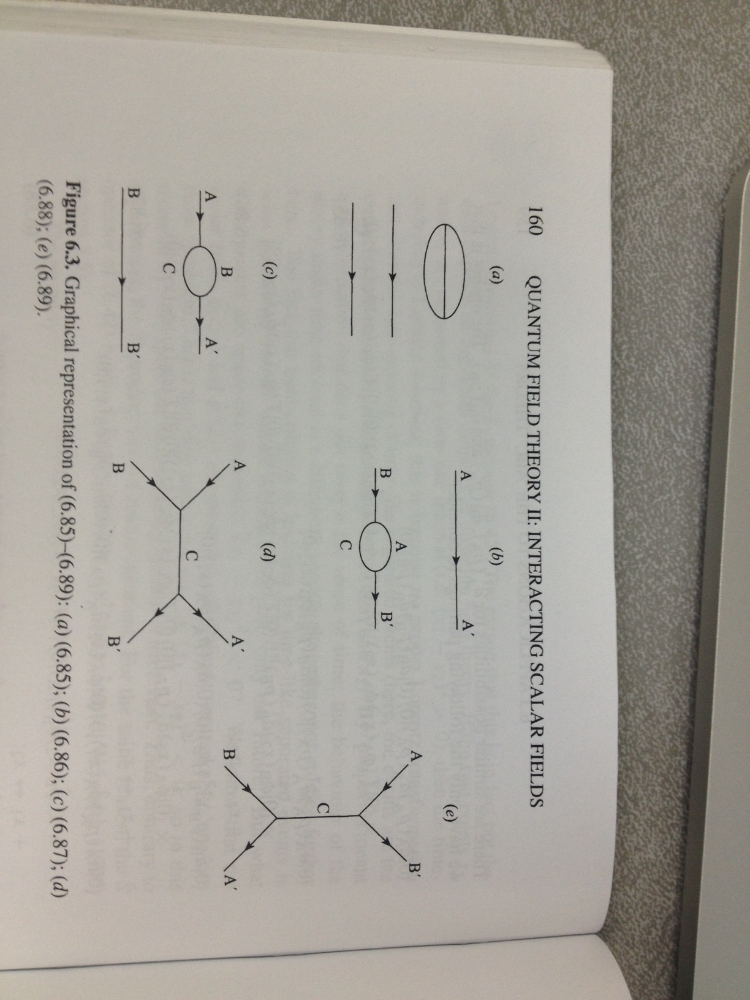 160 QUANTUM FIELD THEORY II: INTERACTING SCALAR FIELDS
(a)
(b)
A A′
B A B′
C
(c)
A B A′
C
B B′
(d)
A A′
C
B B′
(e)
A B′
C
B A′
Figure 6.3. Graphical representation of (6.85)–(6.89): (a) (6.85); (b) (6.86); (c) (6.87); (d)
(6.88); (e) (6.89).